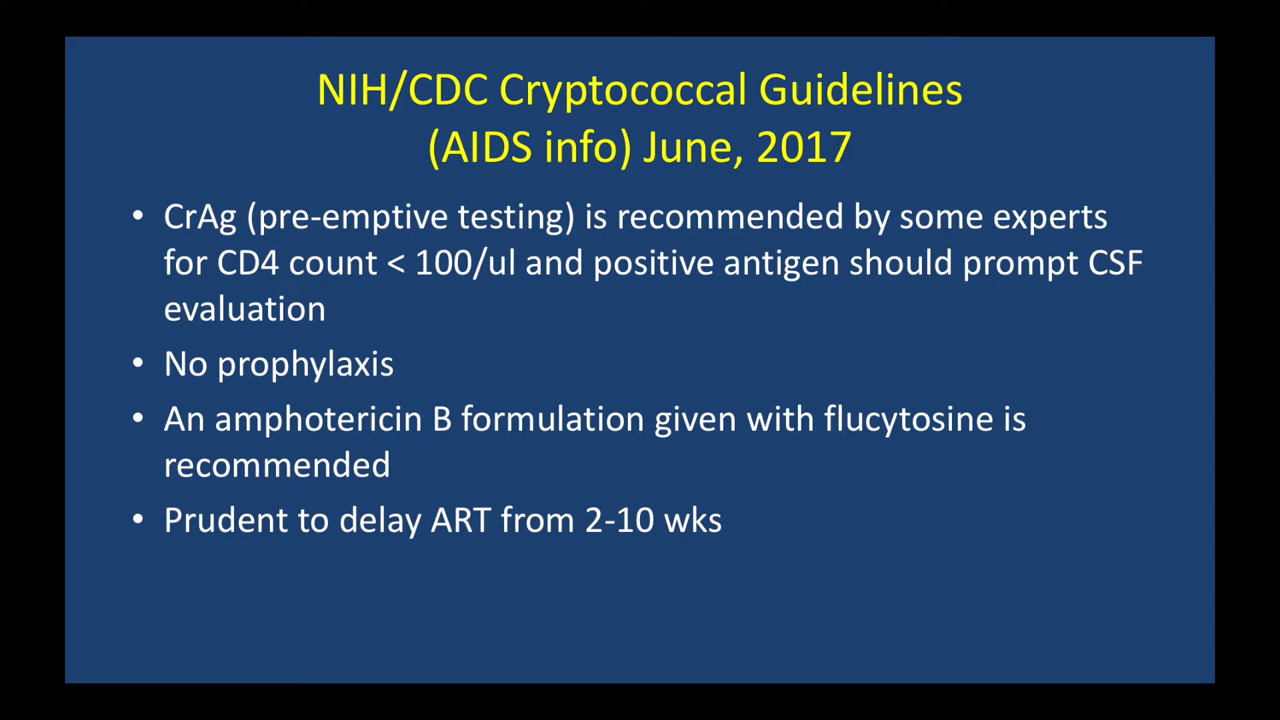 NIH/CDC Cryptococcal Guidelines
(AIDS info) June, 2017
• CrAg (pre-emptive testing) is recommended by some experts
for CD4 count < 100/ul and positive antigen should prompt CSF
evaluation
• No prophylaxis
• An amphotericin B formulation given with flucytosine is
recommended
• Prudent to delay ART from 2-10 wks